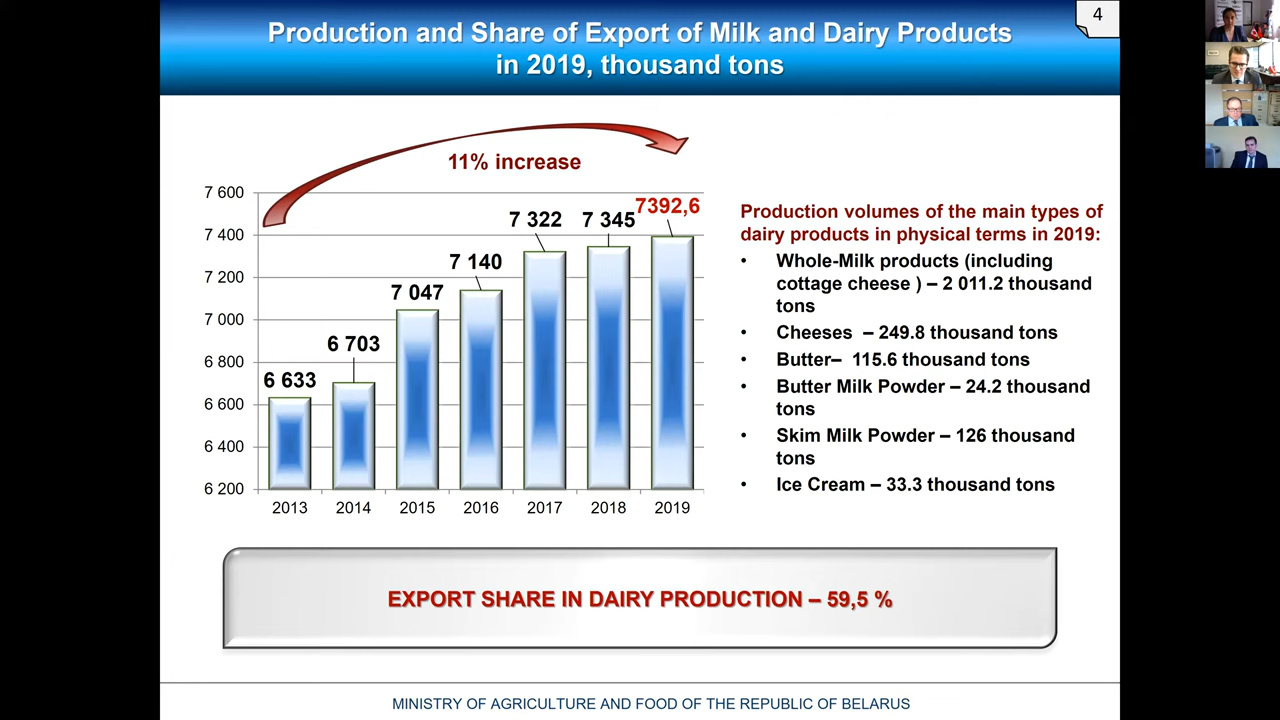 4
Production and Share of Export of Milk and Dairy Products
in 2019, thousand tons
11% increase
7 600
7 400
7 200
7 000
6 800
6 600
6 400
6 200
6 633
6 703
7 047
7 140
7 322
7 345
7392,6
2013 2014 2015 2016 2017 2018 2019
Production volumes of the main types of
dairy products in physical terms in 2019:
• Whole-Milk products (including
cottage cheese ) – 2 011.2 thousand
tons
• Cheeses – 249.8 thousand tons
• Butter– 115.6 thousand tons
• Butter Milk Powder – 24.2 thousand
tons
• Skim Milk Powder – 126 thousand
tons
• Ice Cream – 33.3 thousand tons
EXPORT SHARE IN DAIRY PRODUCTION – 59,5 %
MINISTRY OF AGRICULTURE AND FOOD OF THE REPUBLIC OF BELARUS